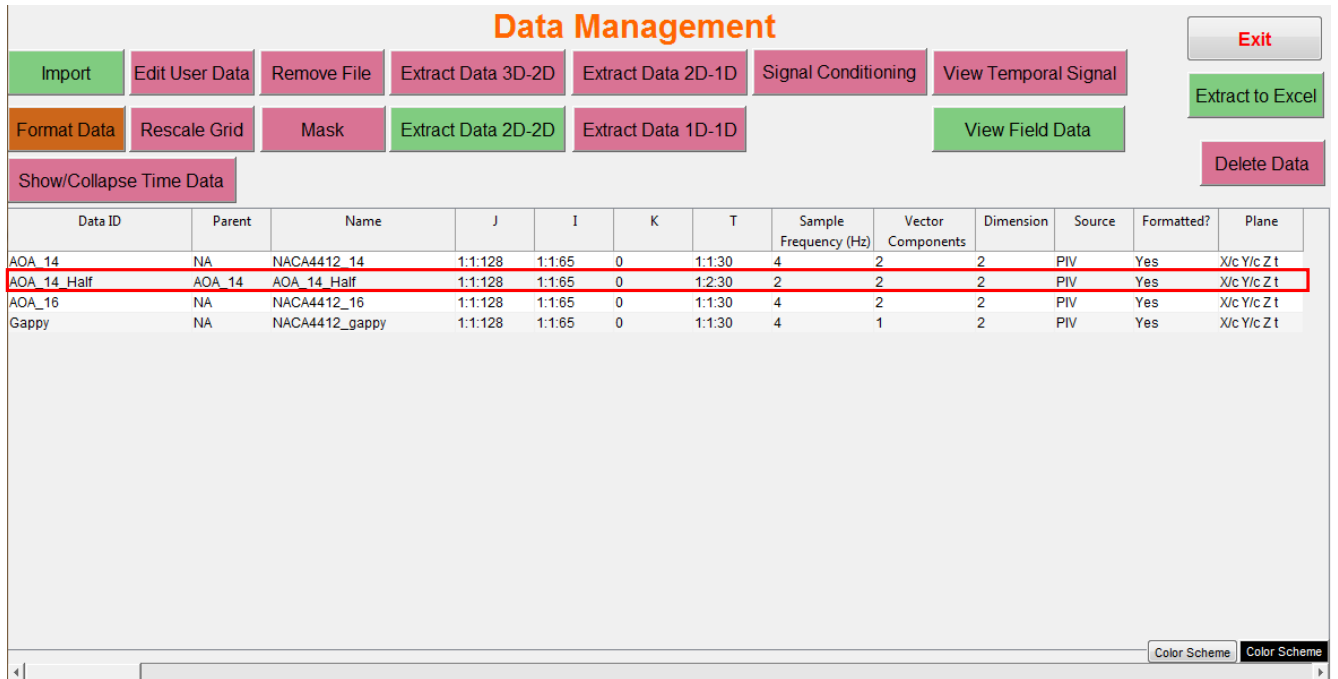 Data Management
Exit
Import Edit User Data Remove File Extract Data 3D-2D Extract Data 2D-1D Signal Conditioning View Temporal Signal
Extract to Excel
Format Data Rescale Grid Mask Extract Data 2D-2D Extract Data 1D-1D View Field Data
Delete Data
Show/Collapse Time Data
Data ID Parent Name J I K T Sample Vector Dimension Source Formatted? Plane
Frequency (Hz) Components
AOA_14 NA NACA4412_14 1:1:128 1:1:65 0 1:1:30 4 2 2 PIV Yes X/c Y/c Z t
AOA_14_Half AOA_14 AOA_14_Half 1:1:128 1:1:65 0 1:2:30 2 2 2 PIV Yes X/c Y/c Z t
AOA_16 NA NACA4412_16 1:1:128 1:1:65 0 1:1:30 4 2 2 PIV Yes X/c Y/c Z t
Gappy NA NACA4412_gappy 1:1:128 1:1:65 0 1:1:30 4 1 2 PIV Yes X/c Y/c Z t
Color Scheme Color Scheme